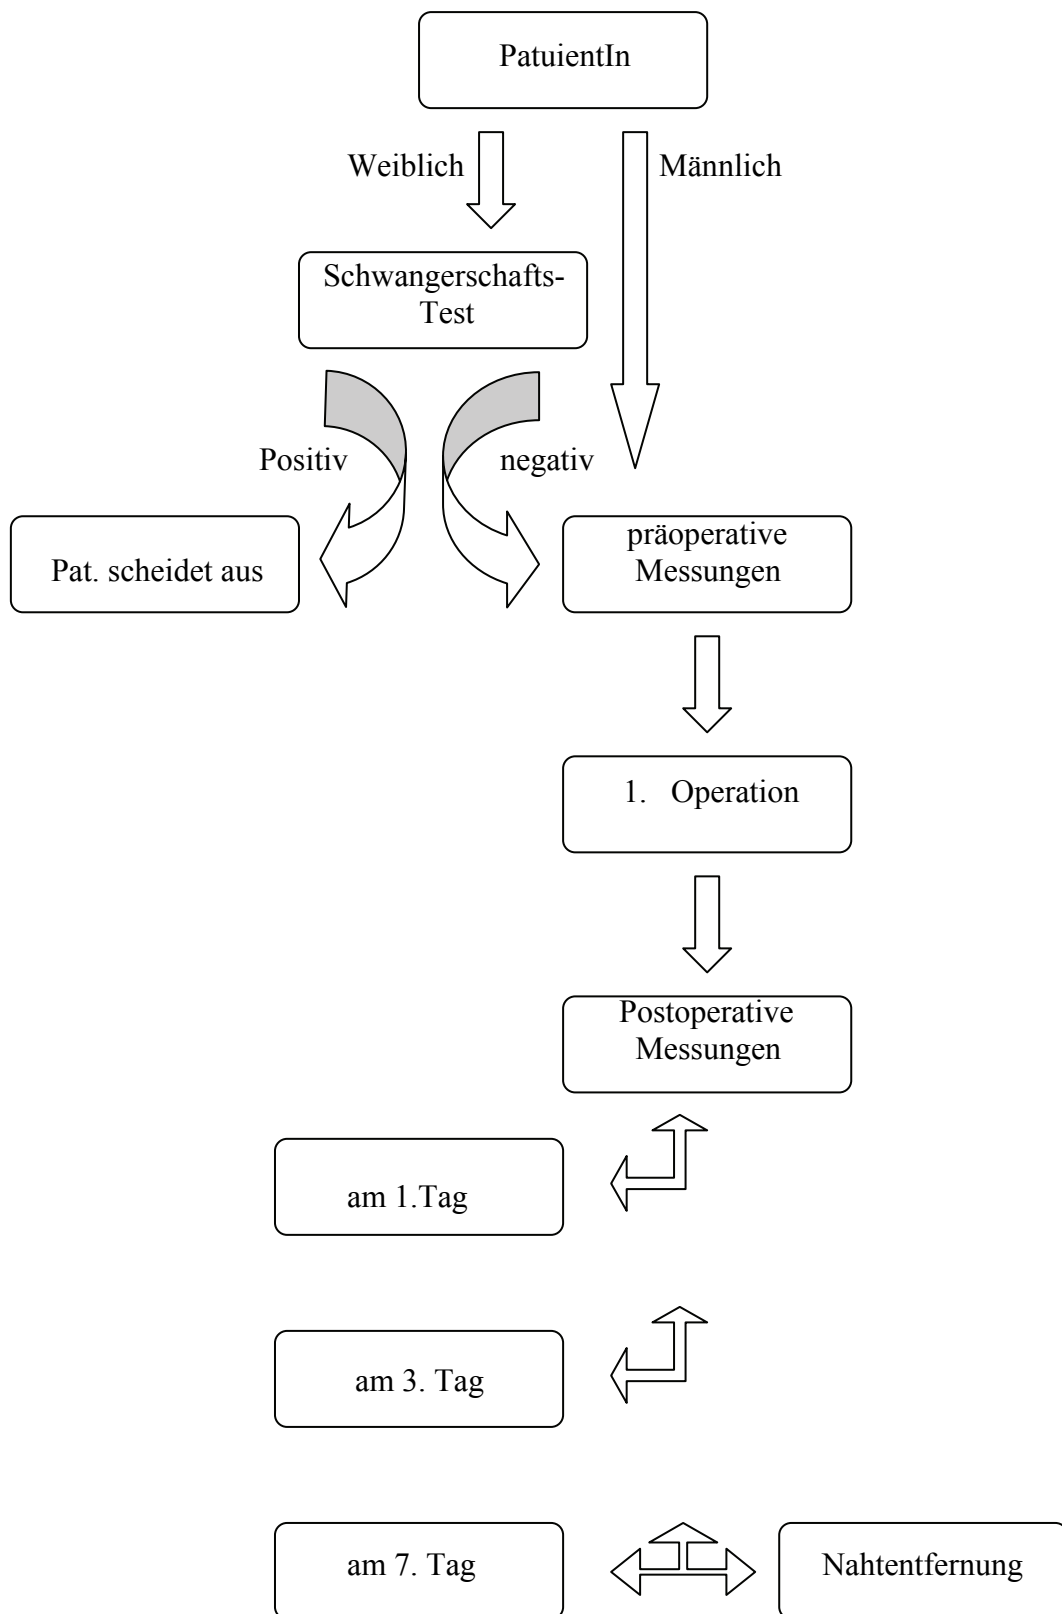 PatuientIn
Weiblich
Männlich
Schwangerschafts-
Test
Positiv
negativ
Pat. scheidet aus
präoperative
Messungen
1. Operation
Postoperative
Messungen
am 1.Tag
am 3. Tag
am 7. Tag
Nahtentfernung